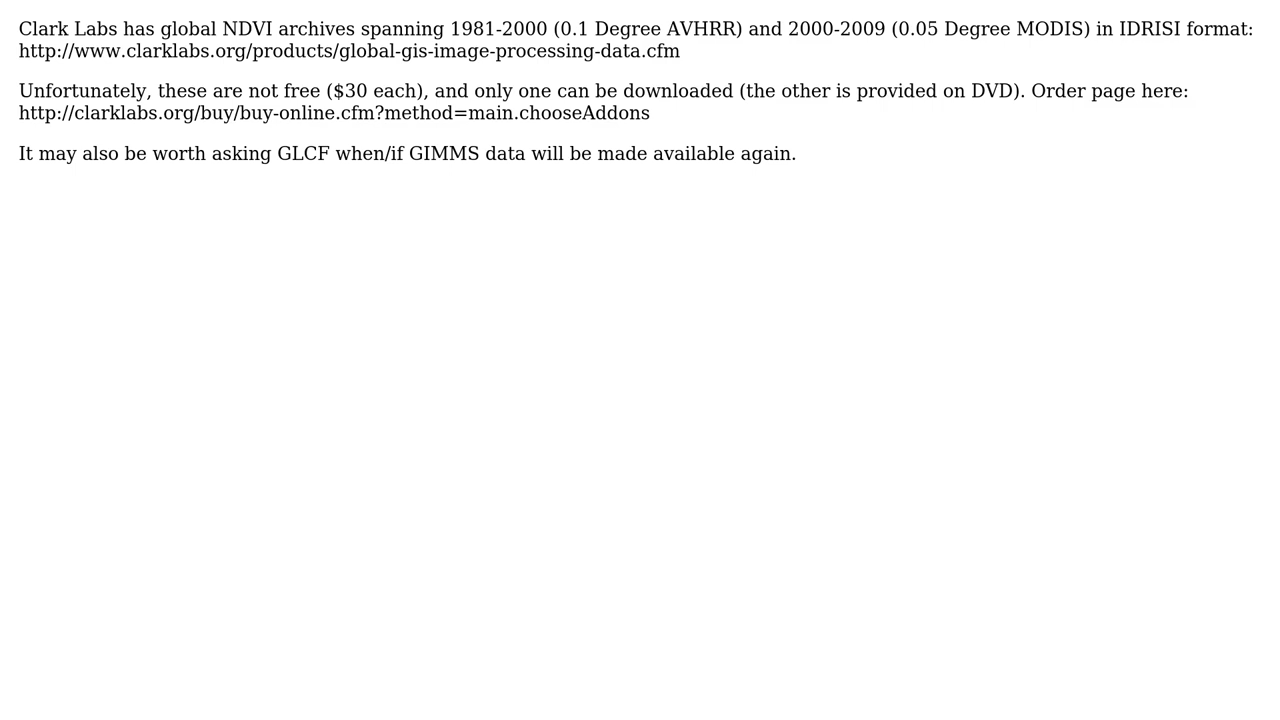 Clark Labs has global NDVI archives spanning 1981-2000 (0.1 Degree AVHRR) and 2000-2009 (0.05 Degree MODIS) in IDRISI format:
http://www.clarklabs.org/products/global-gis-image-processing-data.cfm
Unfortunately, these are not free ($30 each), and only one can be downloaded (the other is provided on DVD). Order page here:
http://clarklabs.org/buy/buy-online.cfm?method=main.chooseAddons
It may also be worth asking GLCF when/if GIMMS data will be made available again.